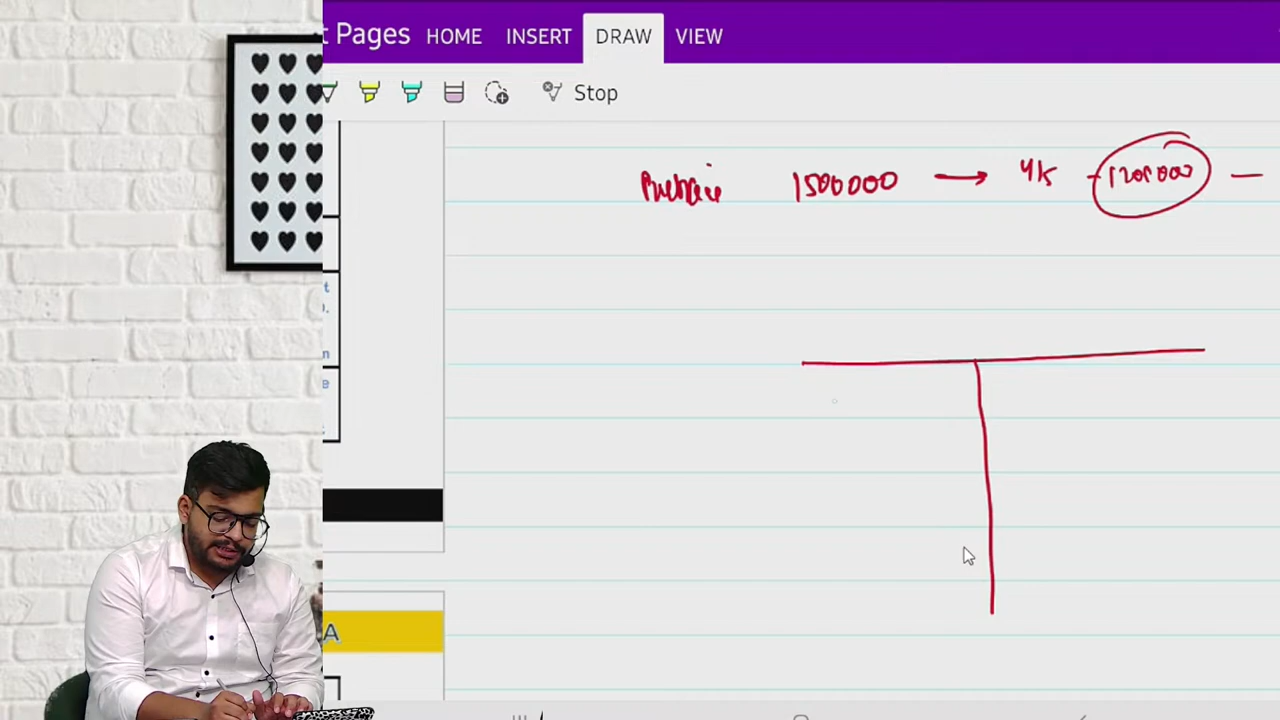 t Pages HOME INSERT DRAW VIEW
Stop
Purchase 1500000 → 4K - 1200000 -
t
).
n
e
A